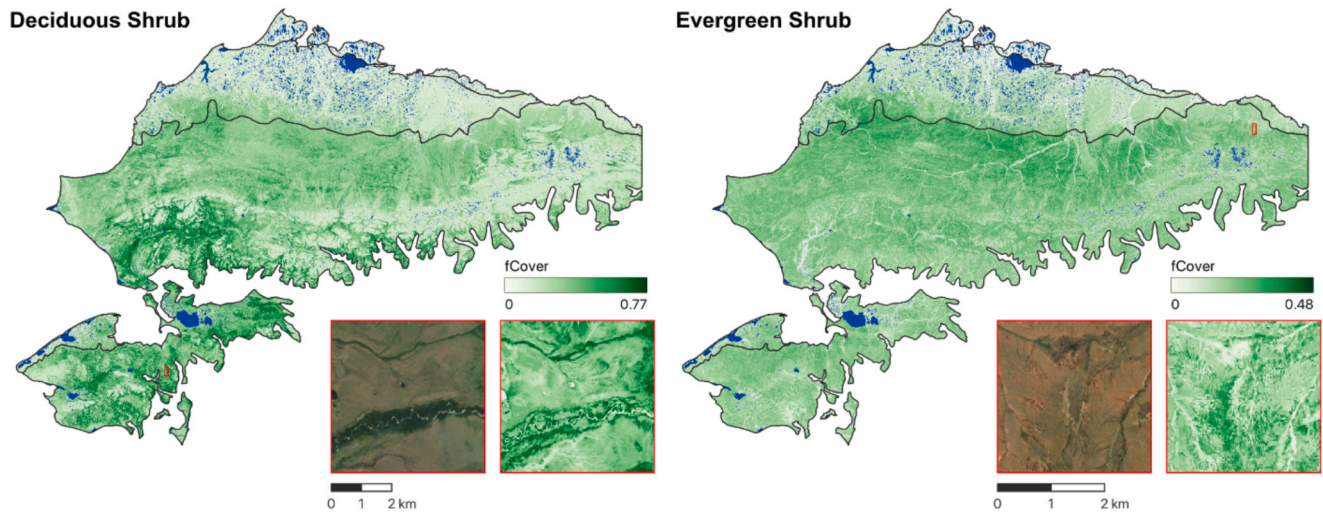 Deciduous Shrub
Evergreen Shrub
fCover
0 0.77
fCover
0 0.48
0 1 2 km
0 1 2 km